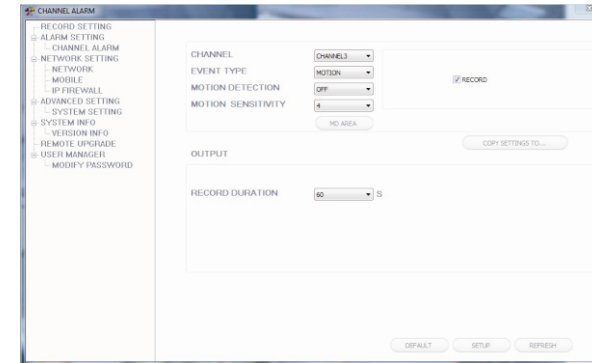 CHANNEL ALARM
RECORD SETTING
ALARM SETTING
CHANNEL ALARM
NETWORK SETTING
NETWORK
MOBILE
IP FIREWALL
ADVANCED SETTING
SYSTEM SETTING
SYSTEM INFO
VERSION INFO
REMOTE UPGRADE
USER MANAGER
MODIFY PASSWORD
CHANNEL CHANNEL3
EVENT TYPE MOTION
MOTION DETECTION OFF
MOTION SENSITIVITY 4
MD AREA
RECORD
COPY SETTINGS TO...
OUTPUT
RECORD DURATION 60 S
DEFAULT SETUP REFRESH